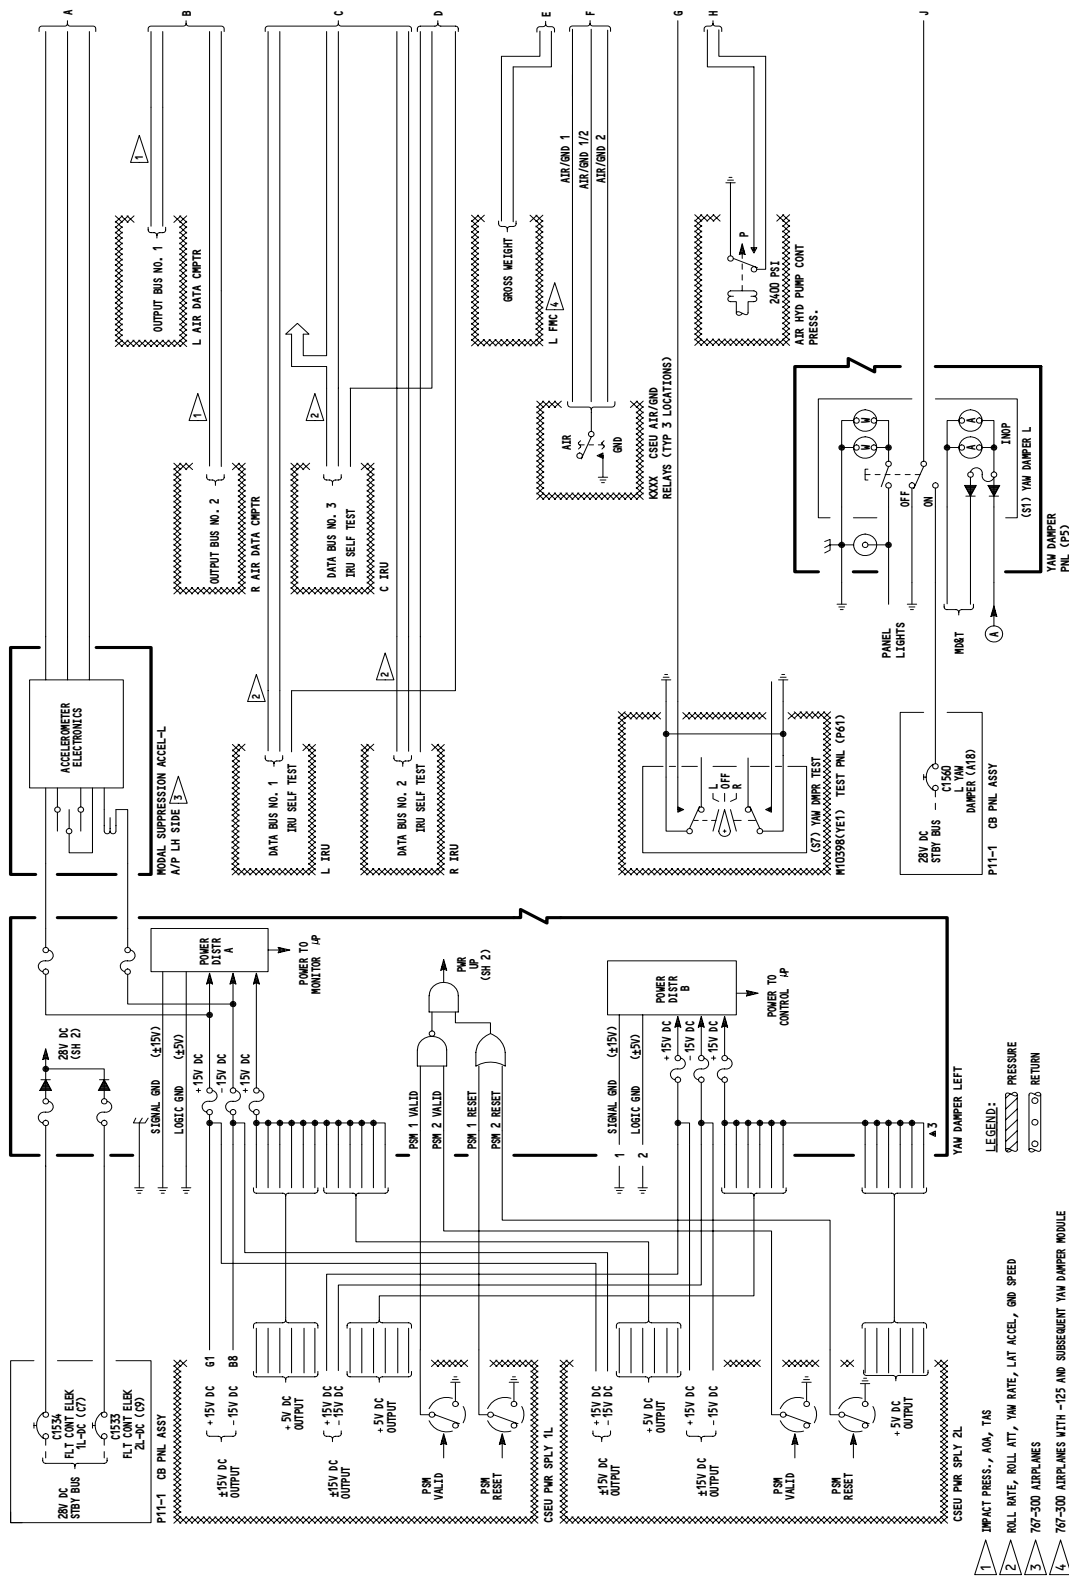 28V DC
STBY BUS
C1534
FLT CONT ELEK
1L-DC (C7)
C1533
FLT CONT ELEK
2L-DC (C9)
P11-1 CB PNL ASSY
±15V DC
OUTPUT
+15V DC
-15V DC
G1
B8
+5V DC
OUTPUT
±15V DC
OUTPUT
+15V DC
-15V DC
+5V DC
OUTPUT
PSM
VALID
PSM
RESET
CSEU PWR SPLY 1L
±15V DC
OUTPUT
+15V DC
-15V DC
+5V DC
OUTPUT
±15V DC
OUTPUT
+15V DC
-15V DC
PSM
VALID
PSM
RESET
+5V DC
OUTPUT
CSEU PWR SPLY 2L
28V DC
(SH 2)
SIGNAL GND (±15V)
LOGIC GND (±5V)
+15V DC
-15V DC
+15V DC
POWER
DISTR
A
POWER TO
MONITOR µP
PSM 1 VALID
PSM 2 VALID
PSM 1 RESET
PSM 2 RESET
PWR
UP
(SH 2)
1
2
SIGNAL GND (±15V)
LOGIC GND (±5V)
+15V DC
-15V DC
+15V DC
POWER
DISTR
B
POWER TO
CONTROL µP
3
YAW DAMPER LEFT
ACCELEROMETER
ELECTRONICS
MODAL SUPPRESSION ACCEL-L
A/P LH SIDE 3
DATA BUS NO. 1
IRU SELF TEST
L IRU
2
DATA BUS NO. 2
IRU SELF TEST
R IRU
2
(S7) YAW DMPR TEST
L
OFF
R
M10398(YE1) TEST PNL (P61)
28V DC
STBY BUS
C1560
L YAW
DAMPER (A18)
P11-1 CB PNL ASSY
OUTPUT BUS NO. 1
L AIR DATA CMPTR
1
OUTPUT BUS NO. 2
R AIR DATA CMPTR
1
DATA BUS NO. 3
IRU SELF TEST
C IRU
2
GROSS WEIGHT
L FMC 4
AIR
GND
KXXX CSEU AIR/GND
RELAYS (TYP 3 LOCATIONS)
AIR/GND 1
AIR/GND 1/2
AIR/GND 2
P
2400 PSI
AIR HYD PUMP CONT
PRESS.
PANEL
LIGHTS
MD&T
A
W
W
OFF
ON
A
A
INOP
(S1) YAW DAMPER L
YAW DAMPER
PNL (P5)
A
B
C
D
E
F
G
H
J
LEGEND:
PRESSURE
RETURN
1 IMPACT PRESS., AOA, TAS
2 ROLL RATE, ROLL ATT, YAW RATE, LAT ACCEL, GND SPEED
3 767-300 AIRPLANES
4 767-300 AIRPLANES WITH -125 AND SUBSEQUENT YAW DAMPER MODULE